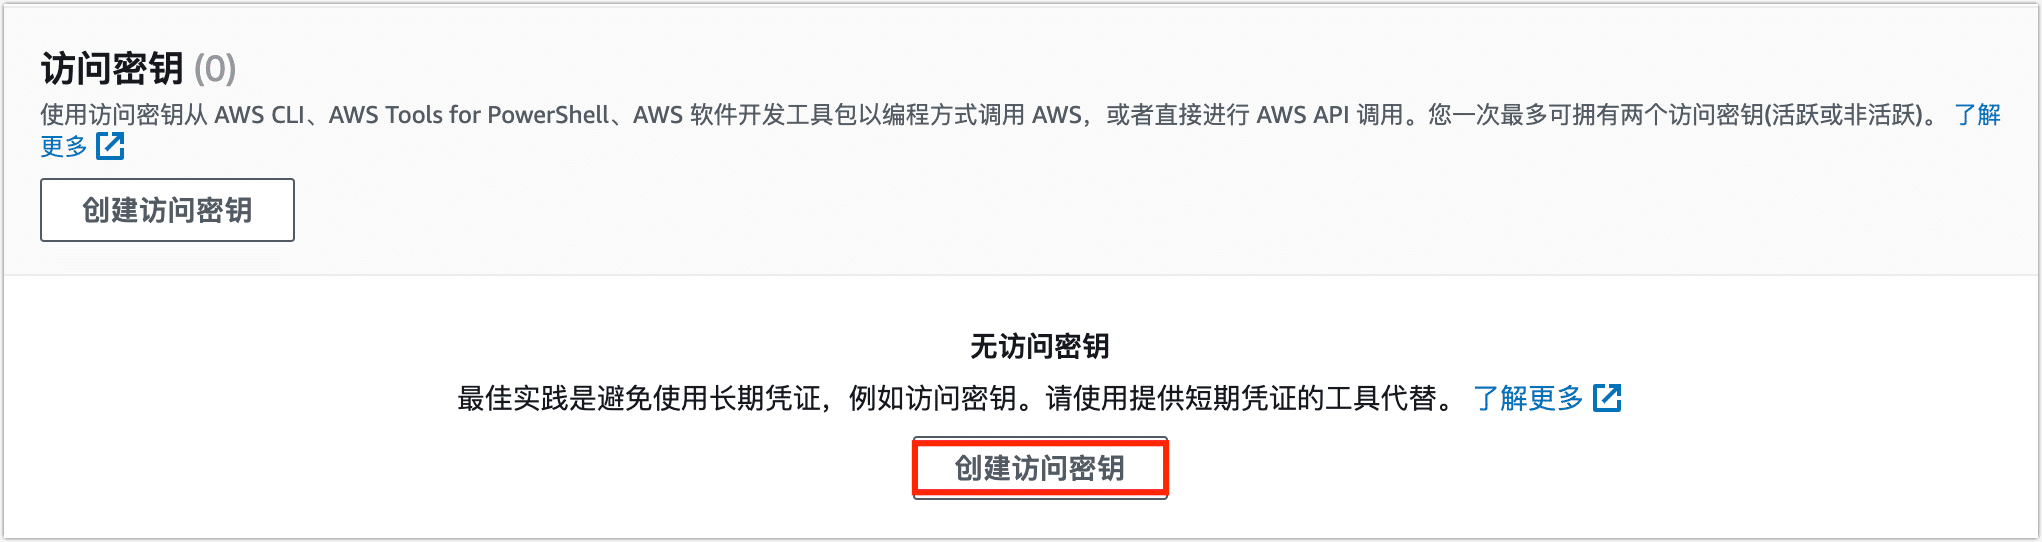 访问密钥 (0)
使用访问密钥从 AWS CLI、AWS Tools for PowerShell、AWS 软件开发工具包以编程方式调用 AWS，或者直接进行 AWS API 调用。您一次最多可拥有两个访问密钥(活跃或非活跃)。 了解
更多
创建访问密钥
无访问密钥
最佳实践是避免使用长期凭证，例如访问密钥。请使用提供短期凭证的工具代替。 了解更多
创建访问密钥